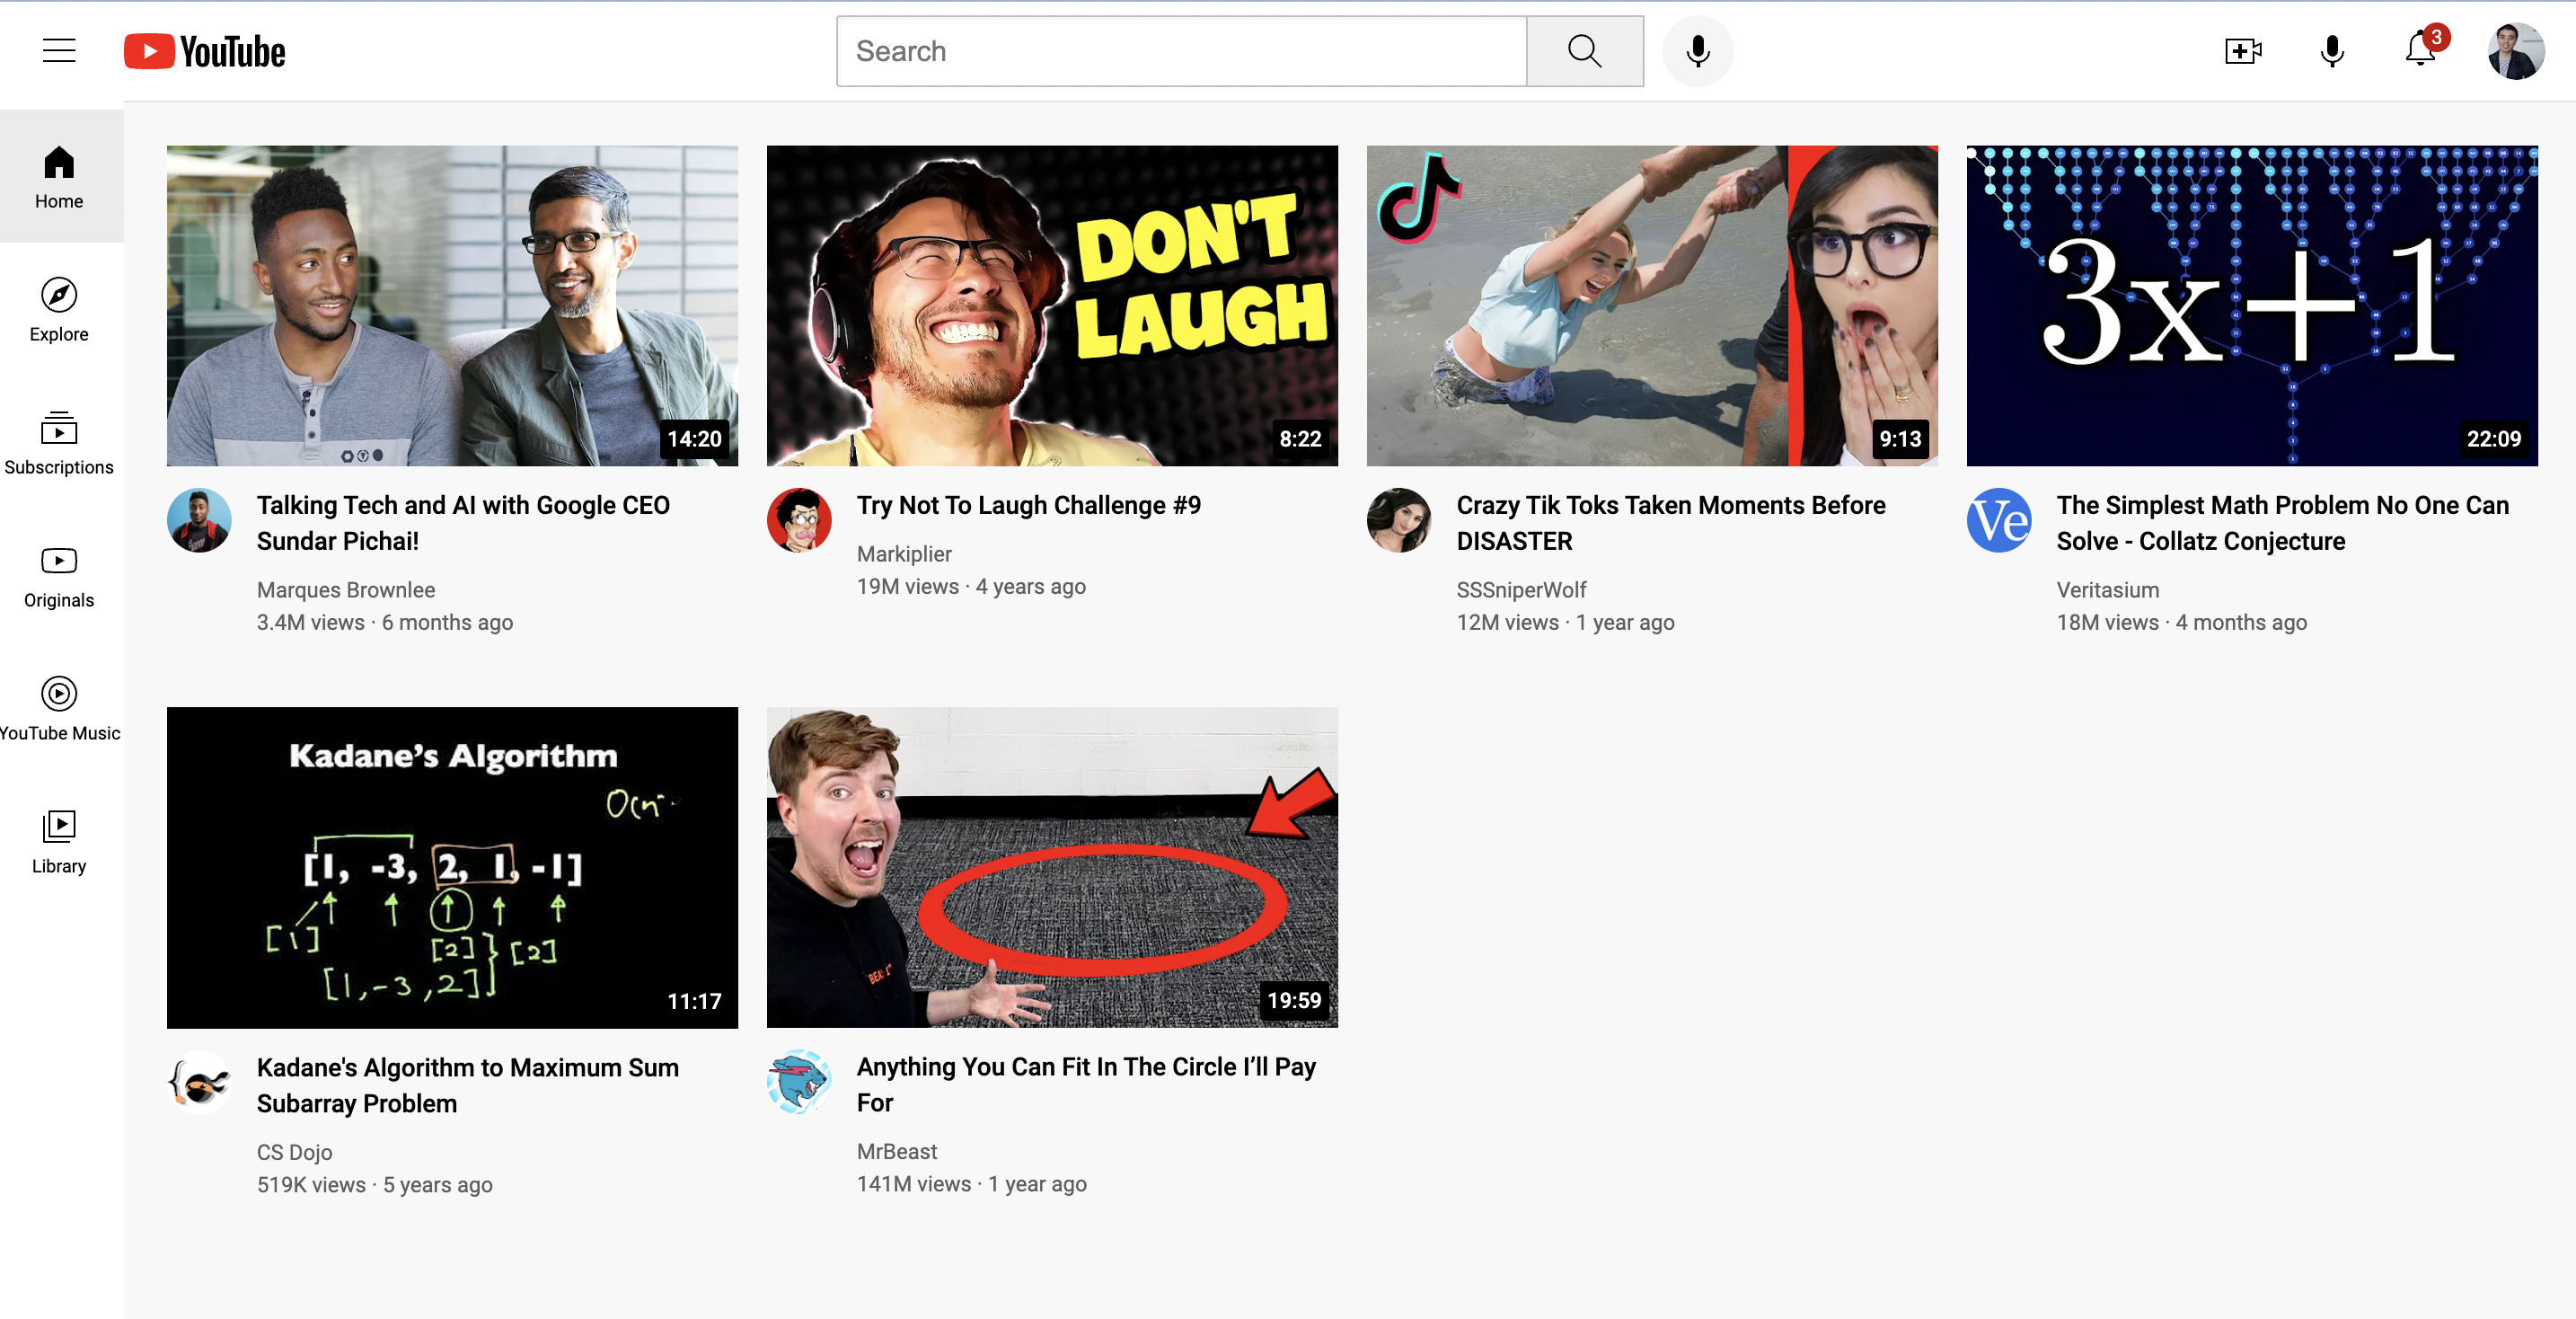 YouTube
Search
3
Home
Explore
Subscriptions
Originals
YouTube Music
Library
DON'T
LAUGH
3x+1
14:20
8:22
9:13
22:09
Talking Tech and AI with Google CEO
Sundar Pichai!
Marques Brownlee
3.4M views · 6 months ago
Try Not To Laugh Challenge #9
Markiplier
19M views · 4 years ago
Crazy Tik Toks Taken Moments Before
DISASTER
SSSniperWolf
12M views · 1 year ago
Ve
The Simplest Math Problem No One Can
Solve - Collatz Conjecture
Veritasium
18M views · 4 months ago
Kadane's Algorithm
[1, -3, 2, 1, -1]
[1]
[2]
[2]
[1,-3,2]
11:17
19:59
Kadane's Algorithm to Maximum Sum
Subarray Problem
CS Dojo
519K views · 5 years ago
Anything You Can Fit In The Circle I’ll Pay
For
MrBeast
141M views · 1 year ago